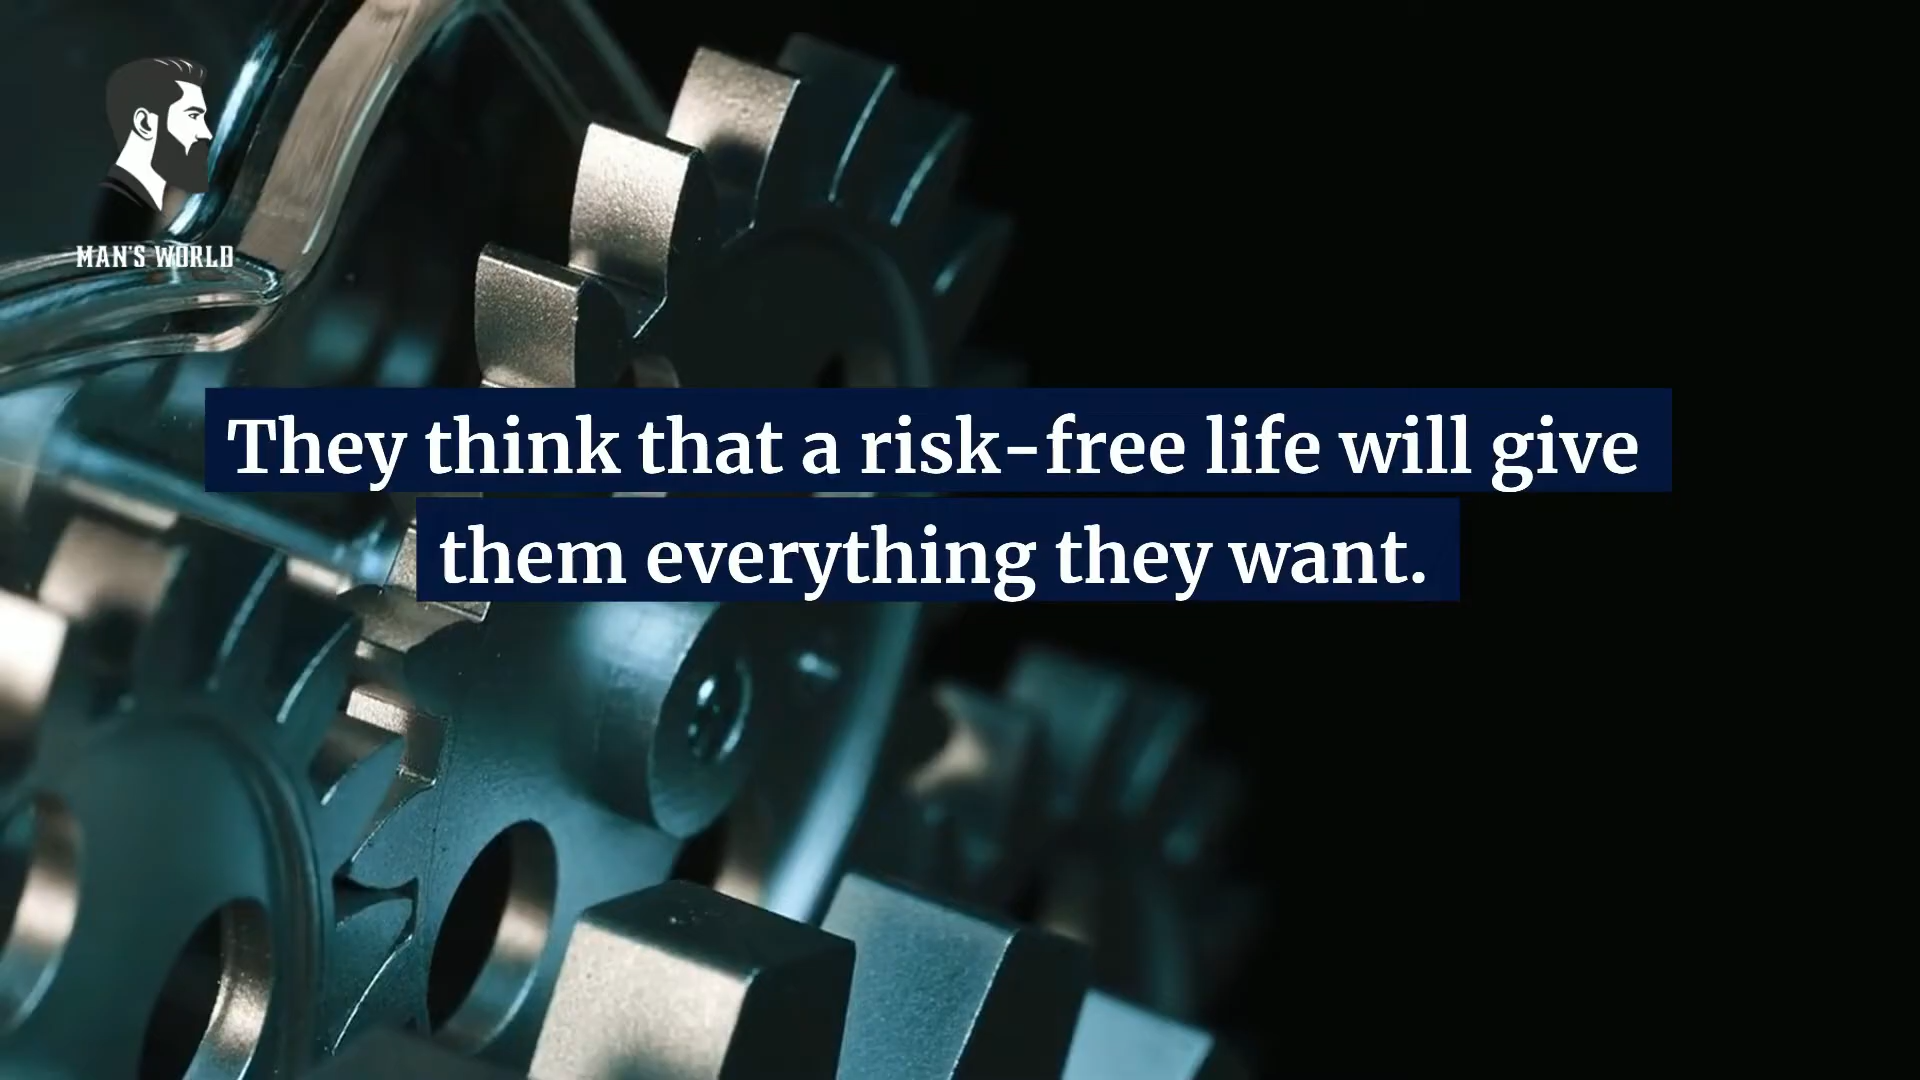 MAN'S WORLD
They think that a risk-free life will give
them everything they want.